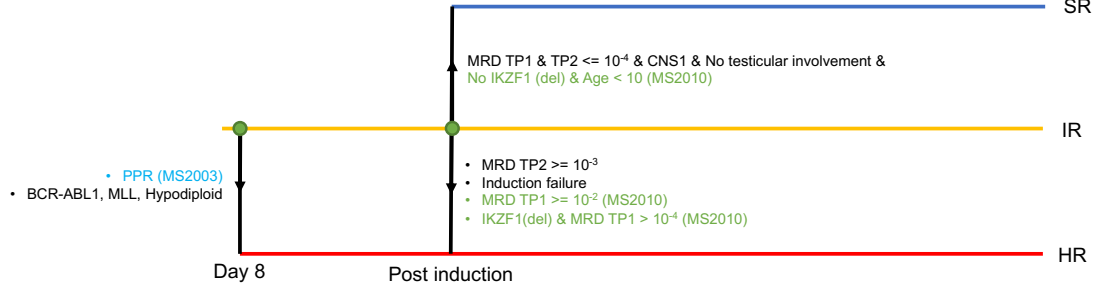 SR
MRD TP1 & TP2 <= 10⁻⁴ & CNS1 & No testicular involvement &
No IKZF1 (del) & Age < 10 (MS2010)
IR
• PPR (MS2003)
• BCR-ABL1, MLL, Hypodiploid
• MRD TP2 >= 10⁻³
• Induction failure
• MRD TP1 >= 10⁻² (MS2010)
• IKZF1(del) & MRD TP1 > 10⁻⁴ (MS2010)
HR
Day 8
Post induction